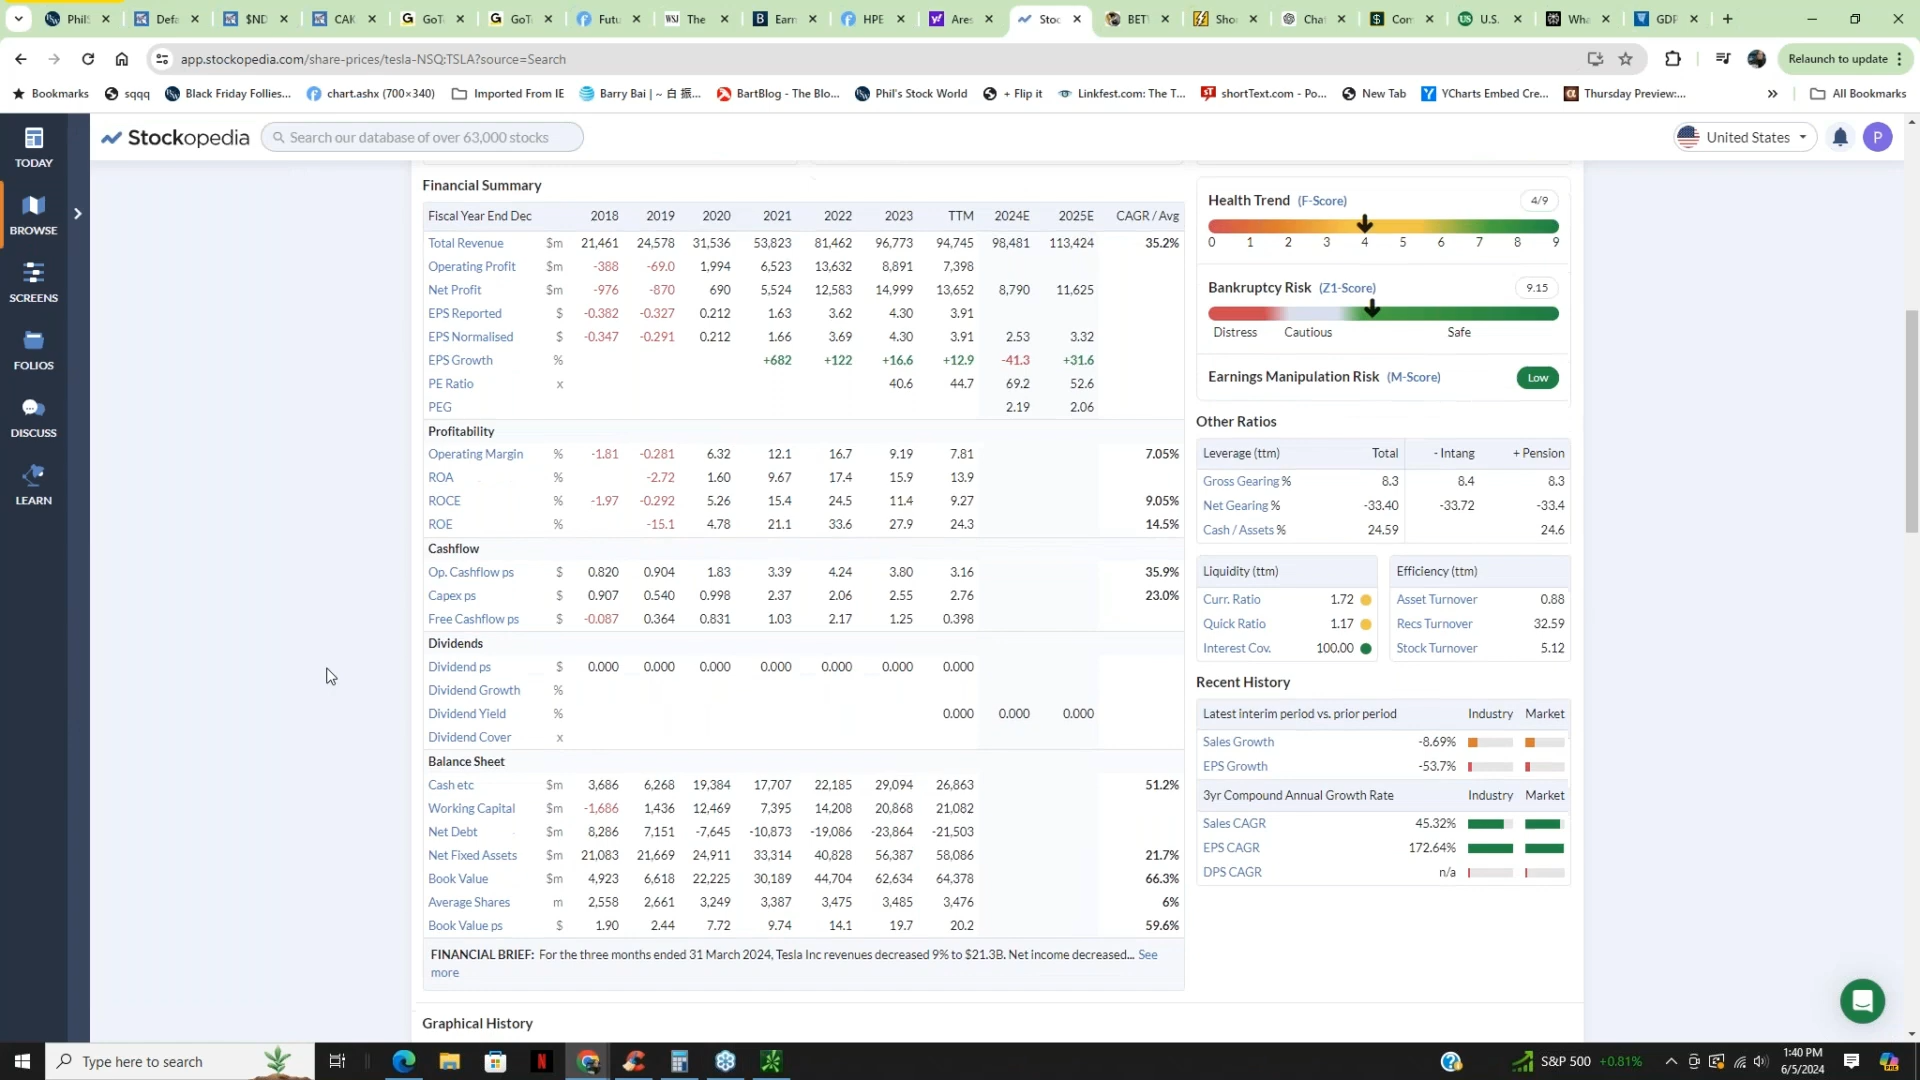 Phil'S
Defa
$ND
CAK
GoTo
GoTo
Futu
WSJ The
Earn
HPE
Ares
Stoc
BET
Sho
Cha
Com
U.S.
Wha
GDP
app.stockopedia.com/share-prices/tesla-NSQ:TSLA?source=Search
Relaunch to update
Bookmarks
sqqq
Black Friday Follies...
chart.ashx (700×340)
Imported From IE
Barry Bai | ~ 白 振...
BartBlog - The Blo...
Phil's Stock World
+ Flip it
Linkfest.com: The T...
shortText.com - Po...
New Tab
YCharts Embed Cre...
Thursday Preview:...
All Bookmarks
Stockopedia
Search our database of over 63,000 stocks
United States
P
TODAY
BROWSE
SCREENS
FOLIOS
DISCUSS
LEARN
Financial Summary
Fiscal Year End Dec 2018 2019 2020 2021 2022 2023 TTM 2024E 2025E CAGR / Avg
Total Revenue $m 21,461 24,578 31,536 53,823 81,462 96,773 94,745 98,481 113,424 35.2%
Operating Profit $m -388 -69.0 1,994 6,523 13,632 8,891 7,398
Net Profit $m -976 -870 690 5,524 12,583 14,999 13,652 8,790 11,625
EPS Reported $ -0.382 -0.327 0.212 1.63 3.62 4.30 3.91
EPS Normalised $ -0.347 -0.291 0.212 1.66 3.69 4.30 3.91 2.53 3.32
EPS Growth % +682 +122 +16.6 +12.9 -41.3 +31.6
PE Ratio x 40.6 44.7 69.2 52.6
PEG 2.19 2.06
Profitability
Operating Margin % -1.81 -0.281 6.32 12.1 16.7 9.19 7.81 7.05%
ROA % -2.72 1.60 9.67 17.4 15.9 13.9
ROCE % -1.97 -0.292 5.26 15.4 24.5 11.4 9.27 9.05%
ROE % -15.1 4.78 21.1 33.6 27.9 24.3 14.5%
Cashflow
Op. Cashflow ps $ 0.820 0.904 1.83 3.39 4.24 3.80 3.16 35.9%
Capex ps $ 0.907 0.540 0.998 2.37 2.06 2.55 2.76 23.0%
Free Cashflow ps $ -0.087 0.364 0.831 1.03 2.17 1.25 0.398
Dividends
Dividend ps $ 0.000 0.000 0.000 0.000 0.000 0.000 0.000
Dividend Growth %
Dividend Yield % 0.000 0.000 0.000
Dividend Cover x
Balance Sheet
Cash etc $m 3,686 6,268 19,384 17,707 22,185 29,094 26,863 51.2%
Working Capital $m -1,686 1,436 12,469 7,395 14,208 20,868 21,082
Net Debt $m 8,286 7,151 -7,645 -10,873 -19,086 -23,864 -21,503
Net Fixed Assets $m 21,083 21,669 24,911 33,314 40,828 56,387 58,086 21.7%
Book Value $m 4,923 6,618 22,225 30,189 44,704 62,634 64,378 66.3%
Average Shares m 2,558 2,661 3,249 3,387 3,475 3,485 3,476 6%
Book Value ps $ 1.90 2.44 7.72 9.74 14.1 19.7 20.2 59.6%
FINANCIAL BRIEF: For the three months ended 31 March 2024, Tesla Inc revenues decreased 9% to $21.3B. Net income decreased... See
more
Graphical History
Health Trend (F-Score) 4/9
0 1 2 3 4 5 6 7 8 9
Bankruptcy Risk (Z1-Score) 9.15
Distress Cautious Safe
Earnings Manipulation Risk (M-Score) Low
Other Ratios
Leverage (ttm) Total - Intang + Pension
Gross Gearing % 8.3 8.4 8.3
Net Gearing % -33.40 -33.72 -33.4
Cash / Assets % 24.59 24.6
Liquidity (ttm)
Curr. Ratio 1.72
Quick Ratio 1.17
Interest Cov. 100.00
Efficiency (ttm)
Asset Turnover 0.88
Recs Turnover 32.59
Stock Turnover 5.12
Recent History
Latest interim period vs. prior period Industry Market
Sales Growth -8.69%
EPS Growth -53.7%
3yr Compound Annual Growth Rate Industry Market
Sales CAGR 45.32%
EPS CAGR 172.64%
DPS CAGR n/a
Type here to search
S&P 500 +0.81%
1:40 PM
6/5/2024